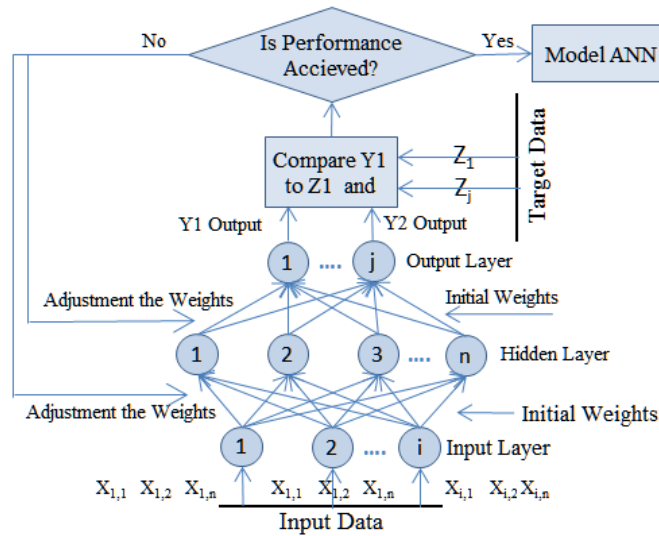 No
Is Performance
Accieved?
Yes
Model ANN
Compare Y1
to Z1 and
Z1
Zj
Target Data
Y1 Output
Y2 Output
1 .... j
Output Layer
Adjustment the Weights
Initial Weights
1 2 3 .... n
Hidden Layer
Adjustment the Weights
Initial Weights
1 2 .... i
Input Layer
X1,1 X1,2 X1,n X1,1 X1,2 X1,n Xi,1 Xi,2 Xi,n
Input Data